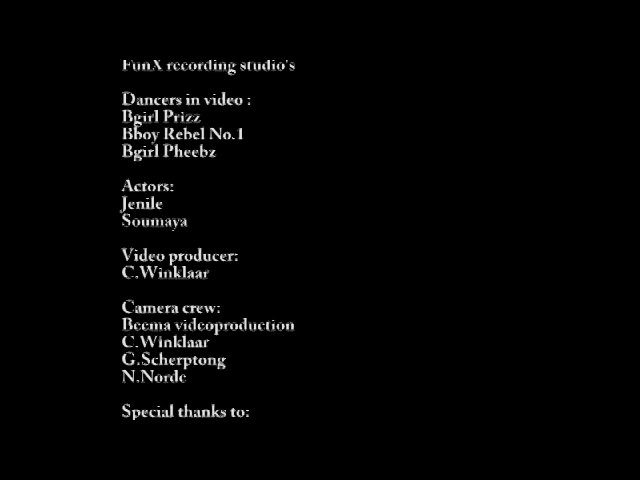 FunX recording studio's
Dancers in video :
Bgirl Prizz
Bboy Rebel No.1
Bgirl Pheebz
Actors:
Jenile
Soumaya
Video producer:
C.Winklaar
Camera crew:
Beema videoproduction
C.Winklaar
G.Scherptong
N.Norde
Special thanks to: